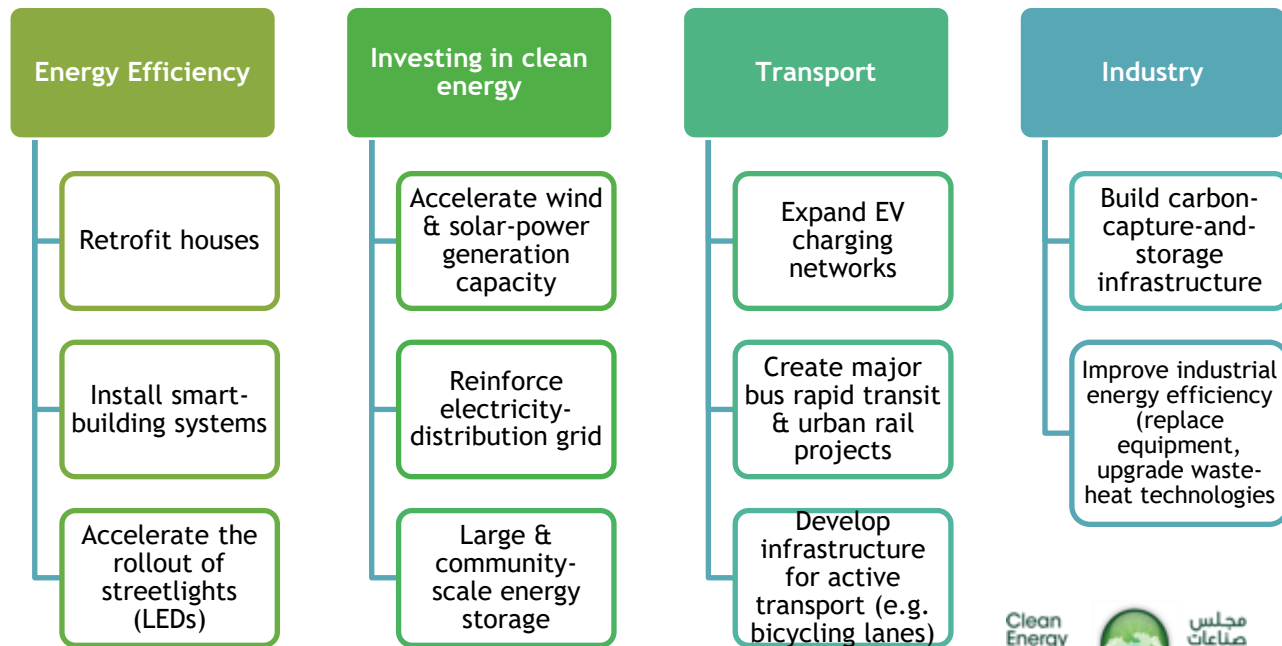 Energy Efficiency
Retrofit houses
Install smart-
building systems
Accelerate the
rollout of
streetlights
(LEDs)
Investing in clean
energy
Accelerate wind
& solar-power
generation
capacity
Reinforce
electricity-
distribution grid
Large &
community-
scale energy
storage
Transport
Expand EV
charging
networks
Create major
bus rapid transit
& urban rail
projects
Develop
infrastructure
for active
transport (e.g.
bicycling lanes)
Industry
Build carbon-
capture-and-
storage
infrastructure
Improve industrial
energy efficiency
(replace
equipment,
upgrade waste-
heat technologies
Clean
Energy
مجلس
صناعات